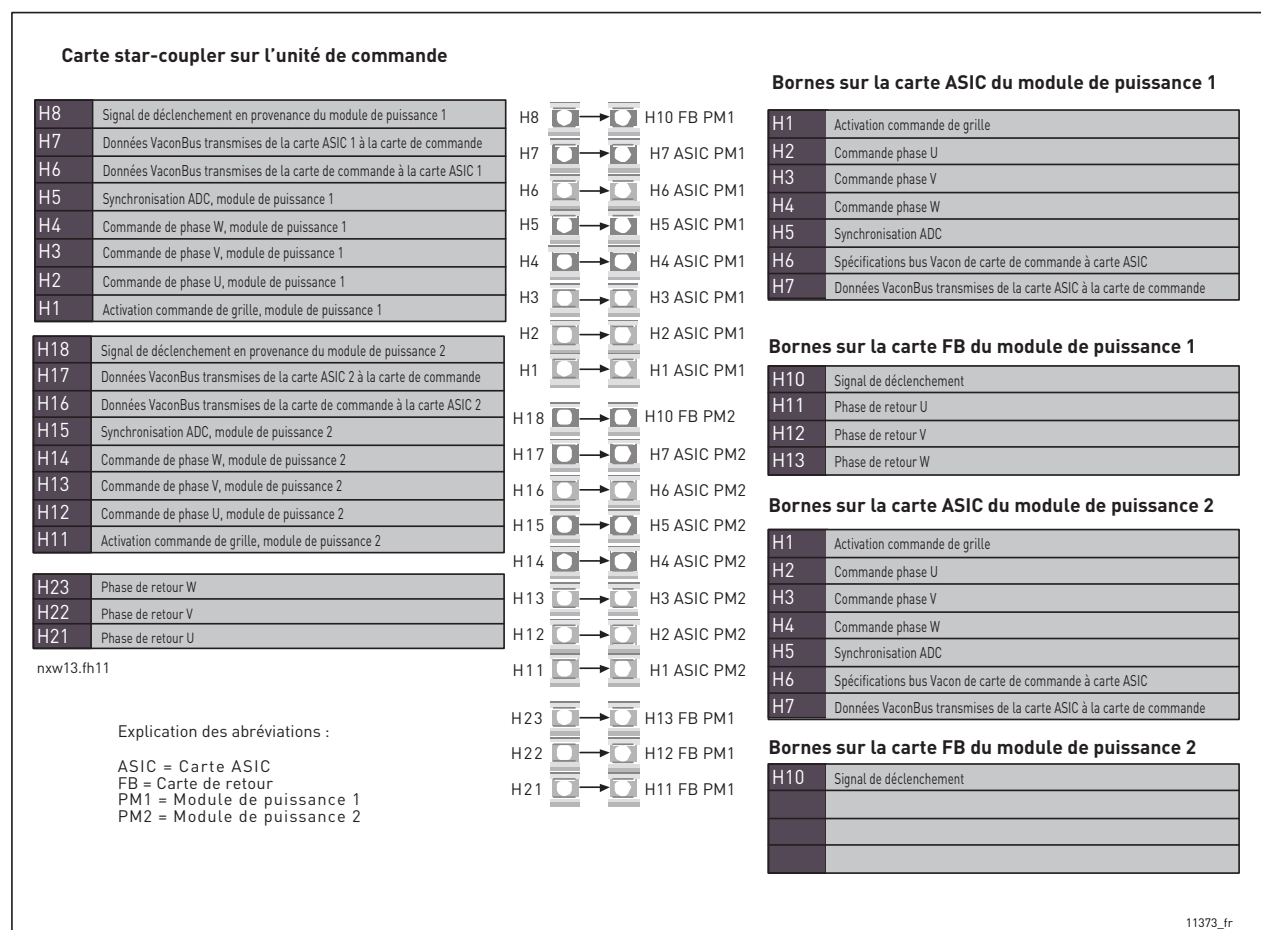 Carte star-coupler sur l'unité de commande
H8 Signal de déclenchement en provenance du module de puissance 1
H7 Données VaconBus transmises de la carte ASIC 1 à la carte de commande
H6 Données VaconBus transmises de la carte de commande à la carte ASIC 1
H5 Synchronisation ADC, module de puissance 1
H4 Commande de phase W, module de puissance 1
H3 Commande de phase V, module de puissance 1
H2 Commande de phase U, module de puissance 1
H1 Activation commande de grille, module de puissance 1
H18 Signal de déclenchement en provenance du module de puissance 2
H17 Données VaconBus transmises de la carte ASIC 2 à la carte de commande
H16 Données VaconBus transmises de la carte de commande à la carte ASIC 2
H15 Synchronisation ADC, module de puissance 2
H14 Commande de phase W, module de puissance 2
H13 Commande de phase V, module de puissance 2
H12 Commande de phase U, module de puissance 2
H11 Activation commande de grille, module de puissance 2
H23 Phase de retour W
H22 Phase de retour V
H21 Phase de retour U
nxw13.fh11
Explication des abréviations :
ASIC = Carte ASIC
FB = Carte de retour
PM1 = Module de puissance 1
PM2 = Module de puissance 2
H8 H10 FB PM1
H7 H7 ASIC PM1
H6 H6 ASIC PM1
H5 H5 ASIC PM1
H4 H4 ASIC PM1
H3 H3 ASIC PM1
H2 H2 ASIC PM1
H1 H1 ASIC PM1
H18 H10 FB PM2
H17 H7 ASIC PM2
H16 H6 ASIC PM2
H15 H5 ASIC PM2
H14 H4 ASIC PM2
H13 H3 ASIC PM2
H12 H2 ASIC PM2
H11 H1 ASIC PM2
H23 H13 FB PM1
H22 H12 FB PM1
H21 H11 FB PM1
Bornes sur la carte ASIC du module de puissance 1
H1 Activation commande de grille
H2 Commande phase U
H3 Commande phase V
H4 Commande phase W
H5 Synchronisation ADC
H6 Spécifications bus Vacon de carte de commande à carte ASIC
H7 Données VaconBus transmises de la carte ASIC à la carte de commande
Bornes sur la carte FB du module de puissance 1
H10 Signal de déclenchement
H11 Phase de retour U
H12 Phase de retour V
H13 Phase de retour W
Bornes sur la carte ASIC du module de puissance 2
H1 Activation commande de grille
H2 Commande phase U
H3 Commande phase V
H4 Commande phase W
H5 Synchronisation ADC
H6 Spécifications bus Vacon de carte de commande à carte ASIC
H7 Données VaconBus transmises de la carte ASIC à la carte de commande
Bornes sur la carte FB du module de puissance 2
H10 Signal de déclenchement
11373_fr